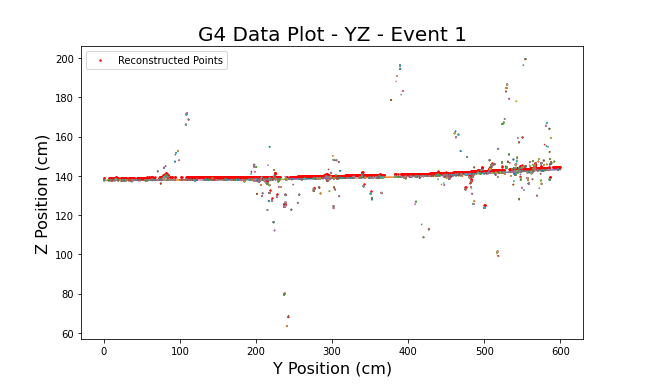 G4 Data Plot - YZ - Event 1
Reconstructed Points
200
180
160
140
120
100
80
60
Z Position (cm)
0 100 200 300 400 500 600
Y Position (cm)